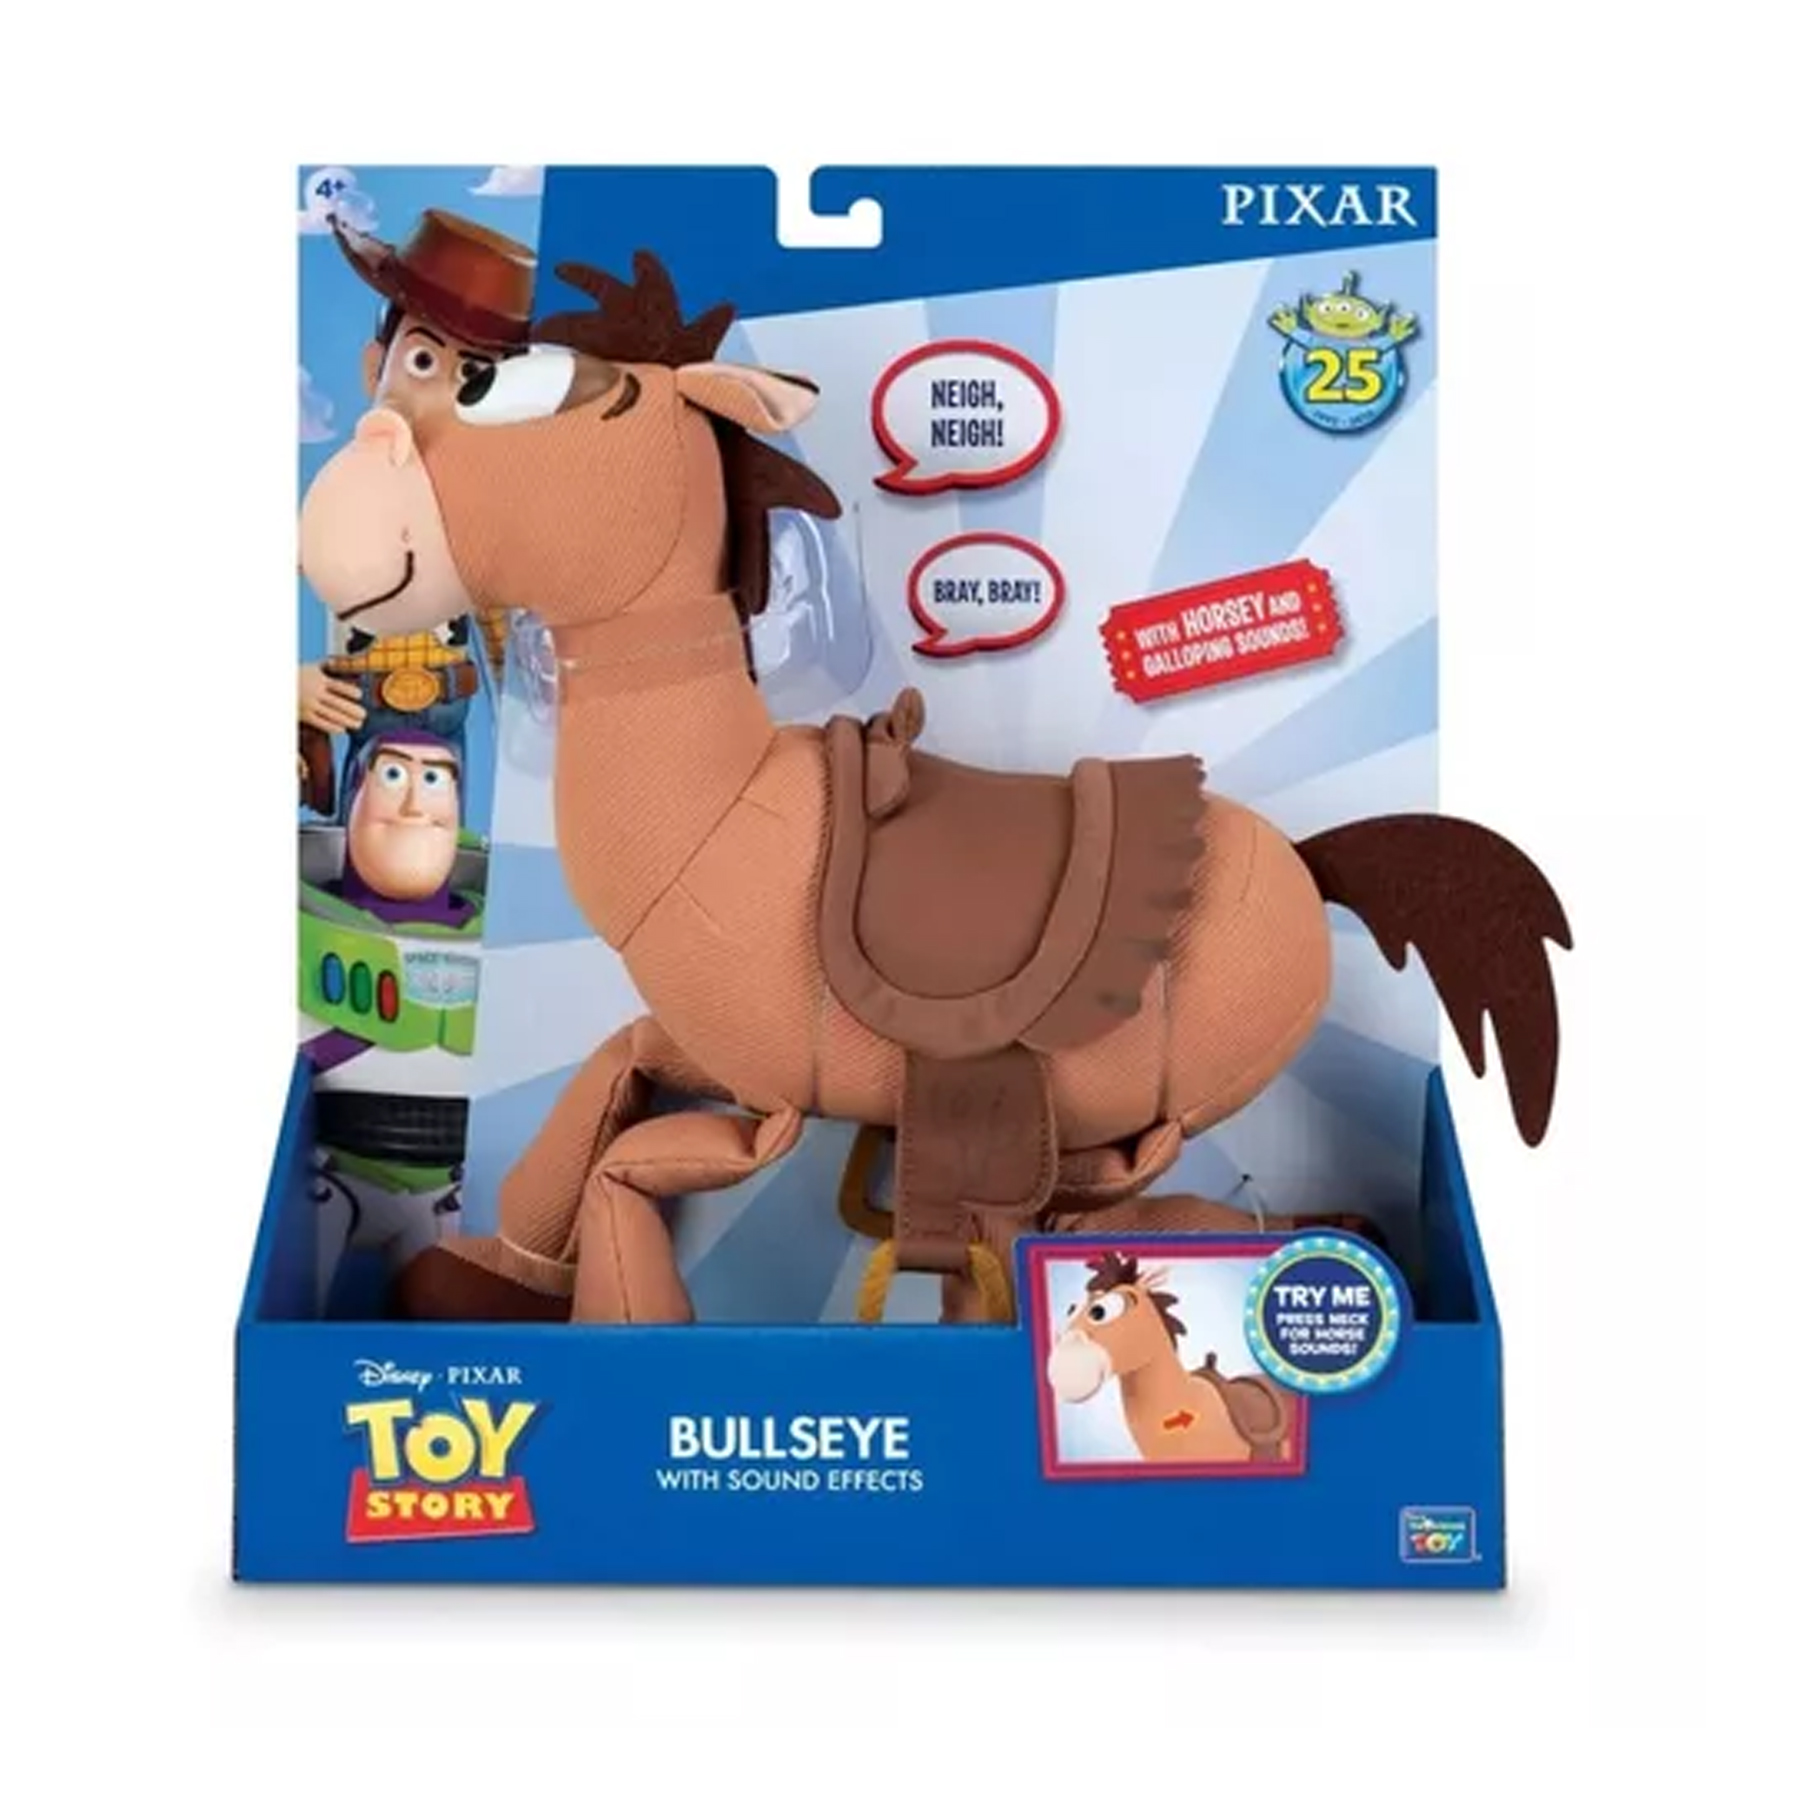 4+
PIXAR
25
NEIGH,
NEIGH!
BRAY, BRAY!
WITH HORSEY AND
GALLOPING SOUNDS!
TRY ME
PRESS NECK
FOR HORSE
SOUNDS!
Disney · PIXAR
TOY
STORY
BULLSEYE
WITH SOUND EFFECTS
TOY